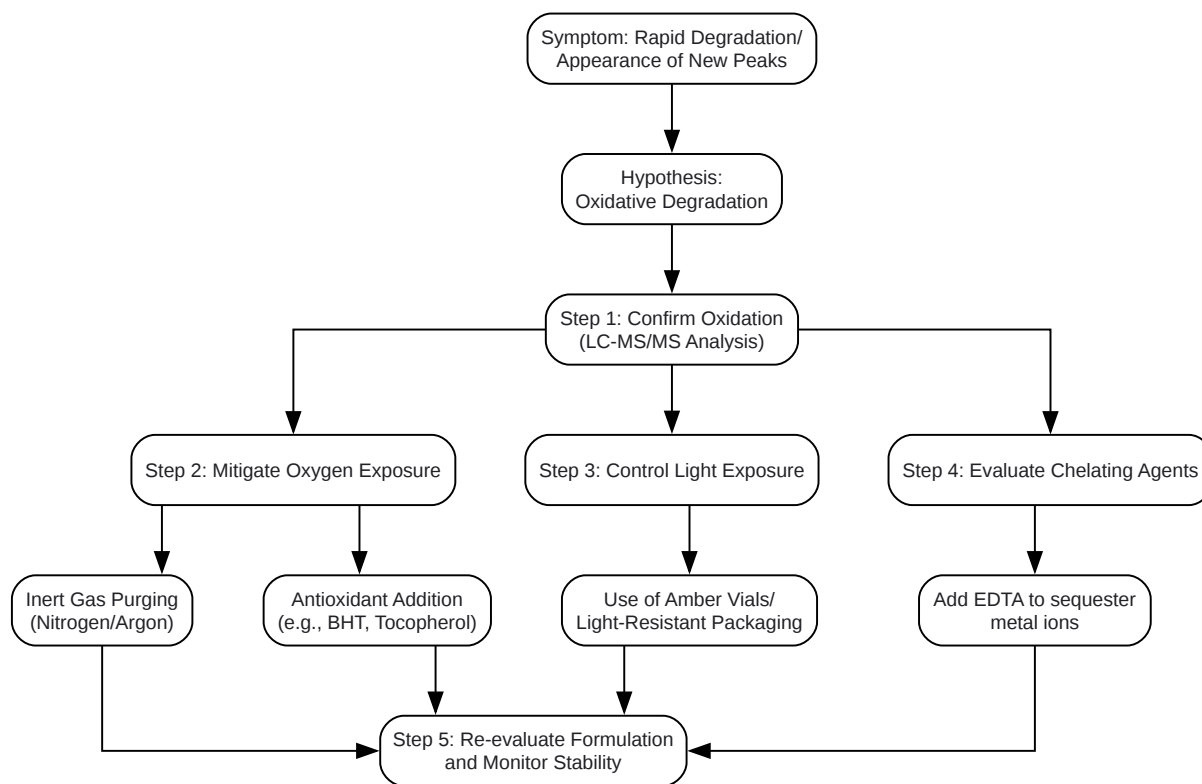 Symptom: Rapid Degradation/
Appearance of New Peaks
Hypothesis:
Oxidative Degradation
Step 1: Confirm Oxidation
(LC-MS/MS Analysis)
Step 2: Mitigate Oxygen Exposure
Step 3: Control Light Exposure
Step 4: Evaluate Chelating Agents
Inert Gas Purging
(Nitrogen/Argon)
Antioxidant Addition
(e.g., BHT, Tocopherol)
Use of Amber Vials/
Light-Resistant Packaging
Add EDTA to sequester
metal ions
Step 5: Re-evaluate Formulation
and Monitor Stability